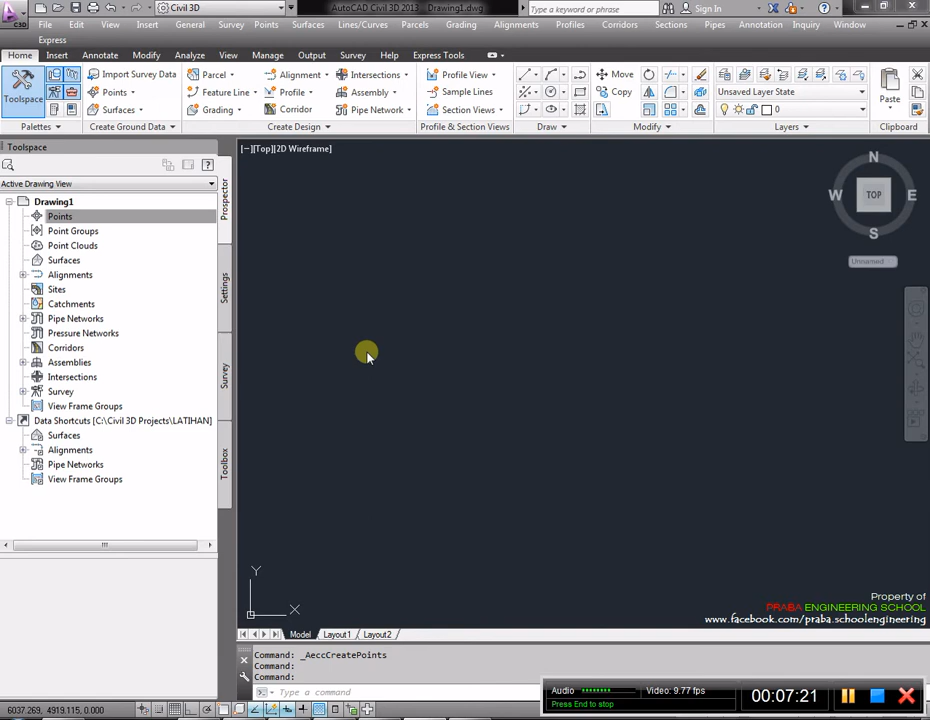 AutoCAD Civil 3D 2013   Drawing1.dwg
Civil 3D
Type a keyword or phrase
Sign In
Edit View Insert General Survey Points Surfaces Lines/Curves Parcels Grading Alignments Profiles Corridors Sections Pipes Annotation Inquiry Window
Express
Home Insert Annotate Modify Analyze View Manage Output Survey Help Express Tools
Toolspace
Import Survey Data
Points
Surfaces
Parcel
Feature Line
Grading
Alignment
Profile
Corridor
Intersections
Assembly
Pipe Network
Profile View
Sample Lines
Section Views
Move
Copy
Unsaved Layer State
0
Paste
Palettes Create Ground Data Create Design Profile & Section Views Draw Modify Layers Clipboard
Toolspace
Active Drawing View
Drawing1
Points
Point Groups
Point Clouds
Surfaces
Alignments
Sites
Catchments
Pipe Networks
Pressure Networks
Corridors
Assemblies
Intersections
Survey
View Frame Groups
Data Shortcuts [C:\Civil 3D Projects\LATIHAN]
Surfaces
Alignments
Pipe Networks
View Frame Groups
Prospector
Settings
Survey
Toolbox
[−][Top][2D Wireframe]
N
W TOP E
S
Unnamed
Y
X
Property of
PRABA ENGINEERING SCHOOL
www.facebook.com/praba.schoolengineering
Model Layout1 Layout2
Command: _AeccCreatePoints
Command:
Command:
Type a command
6037.269, 4919.115, 0.000
Audio
Video: 9.77 fps
Press End to stop
00:07:21